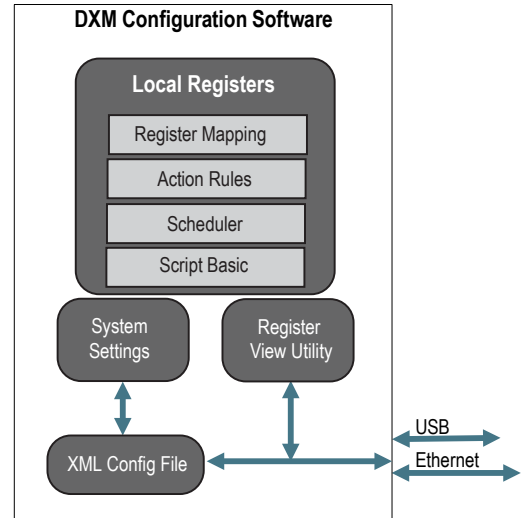 DXM Configuration Software
Local Registers
Register Mapping
Action Rules
Scheduler
Script Basic
System
Settings
Register
View Utility
XML Config File
USB
Ethernet